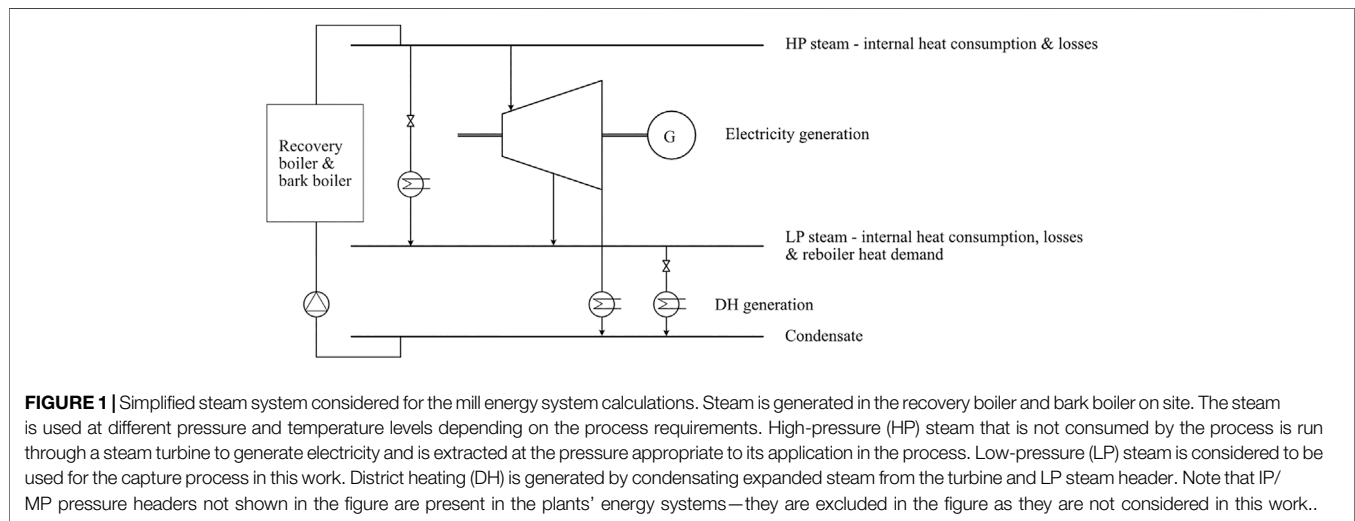 HP steam - internal heat consumption & losses
Recovery
boiler &
bark boiler
G
Electricity generation
LP steam - internal heat consumption, losses
& reboiler heat demand
DH generation
Condensate
FIGURE 1 | Simplified steam system considered for the mill energy system calculations. Steam is generated in the recovery boiler and bark boiler on site. The steam
is used at different pressure and temperature levels depending on the process requirements. High-pressure (HP) steam that is not consumed by the process is run
through a steam turbine to generate electricity and is extracted at the pressure appropriate to its application in the process. Low-pressure (LP) steam is considered to be
used for the capture process in this work. District heating (DH) is generated by condensating expanded steam from the turbine and LP steam header. Note that IP/
MP pressure headers not shown in the figure are present in the plants' energy systems—they are excluded in the figure as they are not considered in this work..